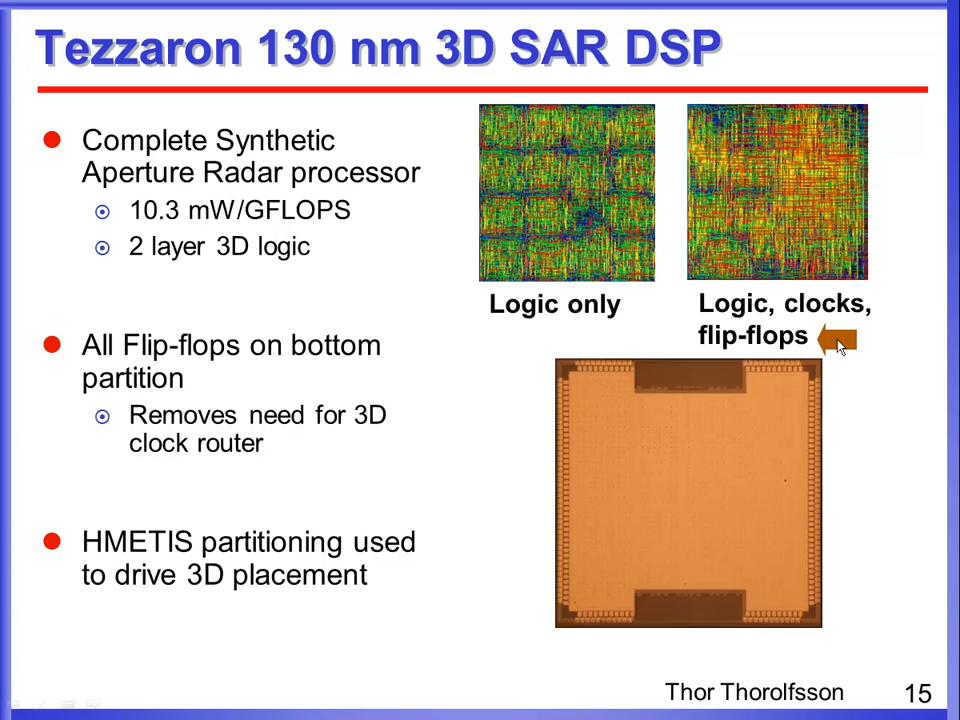 Tezzaron 130 nm 3D SAR DSP
Complete Synthetic
Aperture Radar processor
10.3 mW/GFLOPS
2 layer 3D logic
All Flip-flops on bottom
partition
Removes need for 3D
clock router
HMETIS partitioning used
to drive 3D placement
Logic only
Logic, clocks,
flip-flops
Thor Thorolfsson
15